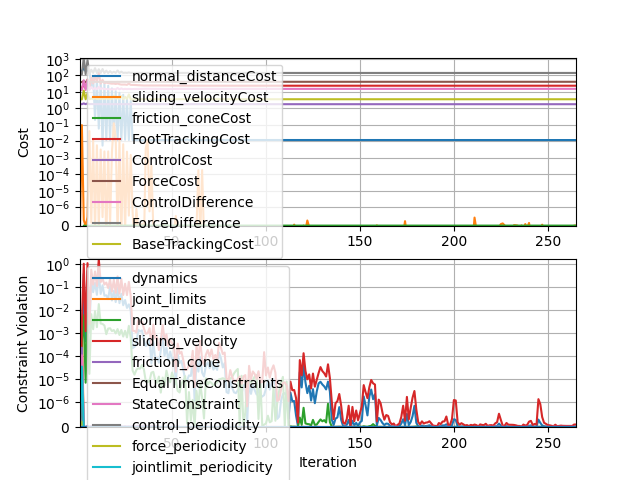 10³
10²
10¹
10⁰
10⁻¹
10⁻²
10⁻³
10⁻⁴
10⁻⁵
10⁻⁶
0
Cost
normal_distanceCost
sliding_velocityCost
friction_coneCost
FootTrackingCost
ControlCost
ForceCost
ControlDifference
ForceDifference
BaseTrackingCost
50 100 150 200 250
10⁰
10⁻¹
10⁻²
10⁻³
10⁻⁴
10⁻⁵
10⁻⁶
0
Constraint Violation
dynamics
joint_limits
normal_distance
sliding_velocity
friction_cone
EqualTimeConstraints
StateConstraint
control_periodicity
force_periodicity
jointlimit_periodicity
50 100 150 200 250
Iteration